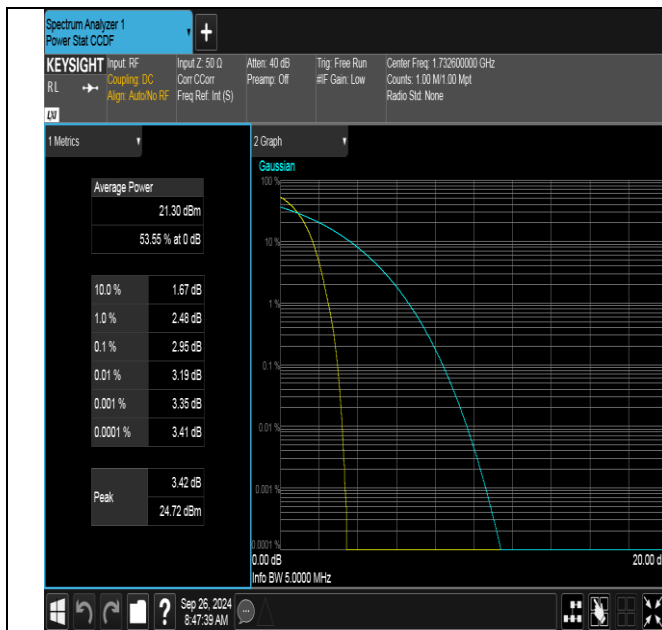 Spectrum Analyzer 1
Power Stat CCDF
+
KEYSIGHT
RL
LXI
Input: RF
Coupling: DC
Align: Auto/No RF
Input Z: 50 Ω
Corr CCorr
Freq Ref: Int (S)
Atten: 40 dB
Preamp: Off
Trig: Free Run
#IF Gain: Low
Center Freq: 1.732600000 GHz
Counts: 1.00 M/1.00 Mpt
Radio Std: None
1 Metrics
Average Power
21.30 dBm
53.55 % at 0 dB
10.0 % 1.67 dB
1.0 % 2.48 dB
0.1 % 2.95 dB
0.01 % 3.19 dB
0.001 % 3.35 dB
0.0001 % 3.41 dB
Peak
3.42 dB
24.72 dBm
2 Graph
Gaussian
100 %
10 %
1 %
0.1 %
0.01 %
0.001 %
0.0001 %
0.00 dB
20.00 d
Info BW 5.0000 MHz
?
Sep 26, 2024
8:47:39 AM